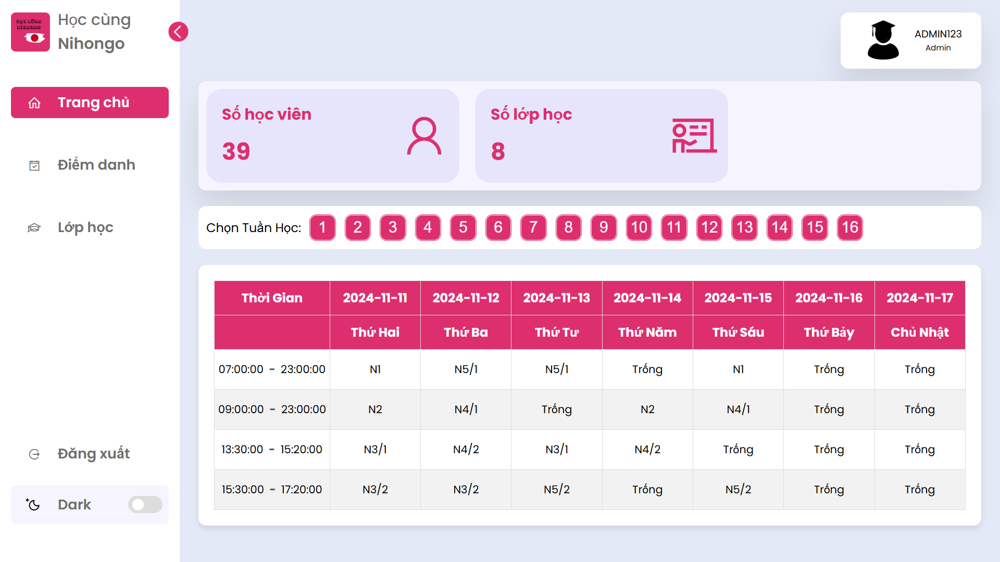 HỌC CÙNG
NIHONGO
Học cùng
Nihongo
ADMIN123
Admin
Trang chủ
Điểm danh
Lớp học
Đăng xuất
Dark
Số học viên
39
Số lớp học
8
Chọn Tuần Học: 1 2 3 4 5 6 7 8 9 10 11 12 13 14 15 16
Thời Gian 2024-11-11 2024-11-12 2024-11-13 2024-11-14 2024-11-15 2024-11-16 2024-11-17
Thứ Hai Thứ Ba Thứ Tư Thứ Năm Thứ Sáu Thứ Bảy Chủ Nhật
07:00:00 - 23:00:00 N1 N5/1 N5/1 Trống N1 Trống Trống
09:00:00 - 23:00:00 N2 N4/1 Trống N2 N4/1 Trống Trống
13:30:00 - 15:20:00 N3/1 N4/2 N3/1 N4/2 Trống Trống Trống
15:30:00 - 17:20:00 N3/2 N3/2 N5/2 Trống N5/2 Trống Trống